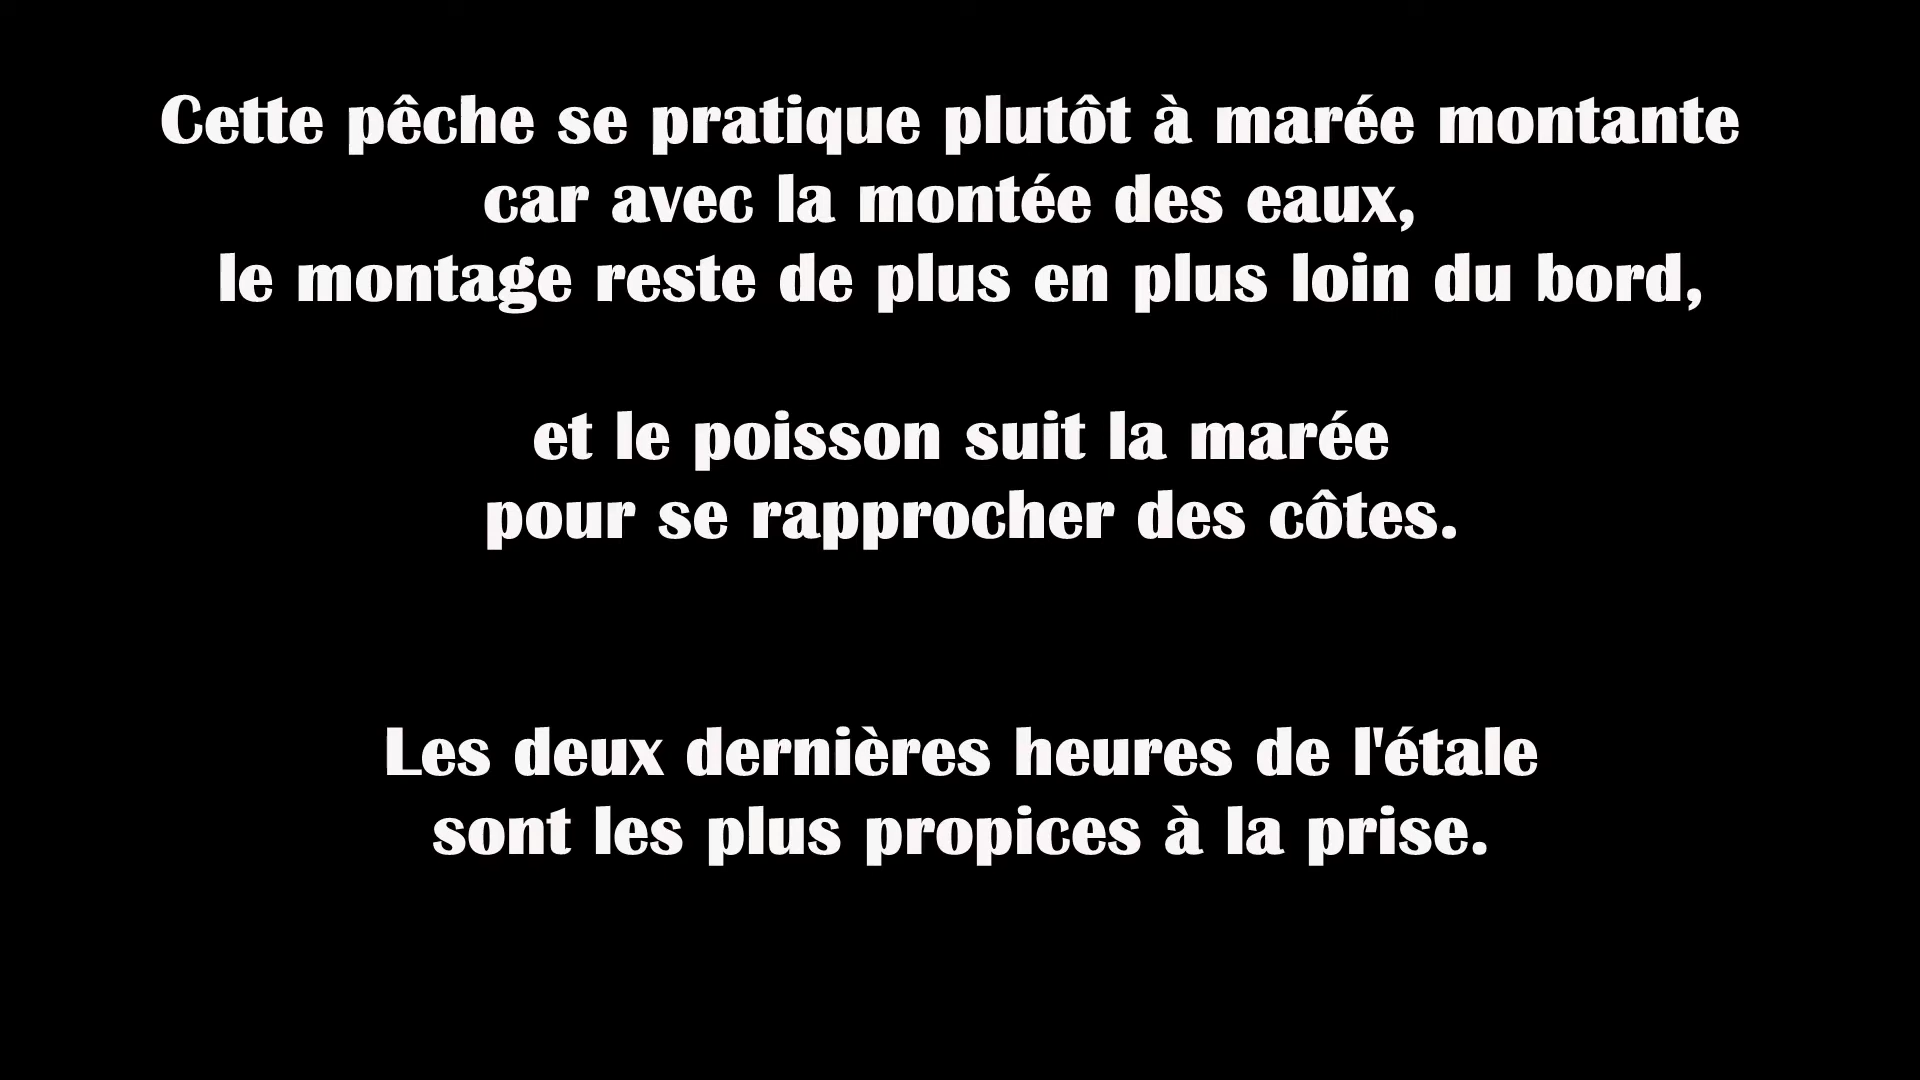 Cette pêche se pratique plutôt à marée montante
car avec la montée des eaux,
le montage reste de plus en plus loin du bord,
et le poisson suit la marée
pour se rapprocher des côtes.
Les deux dernières heures de l'étale
sont les plus propices à la prise.